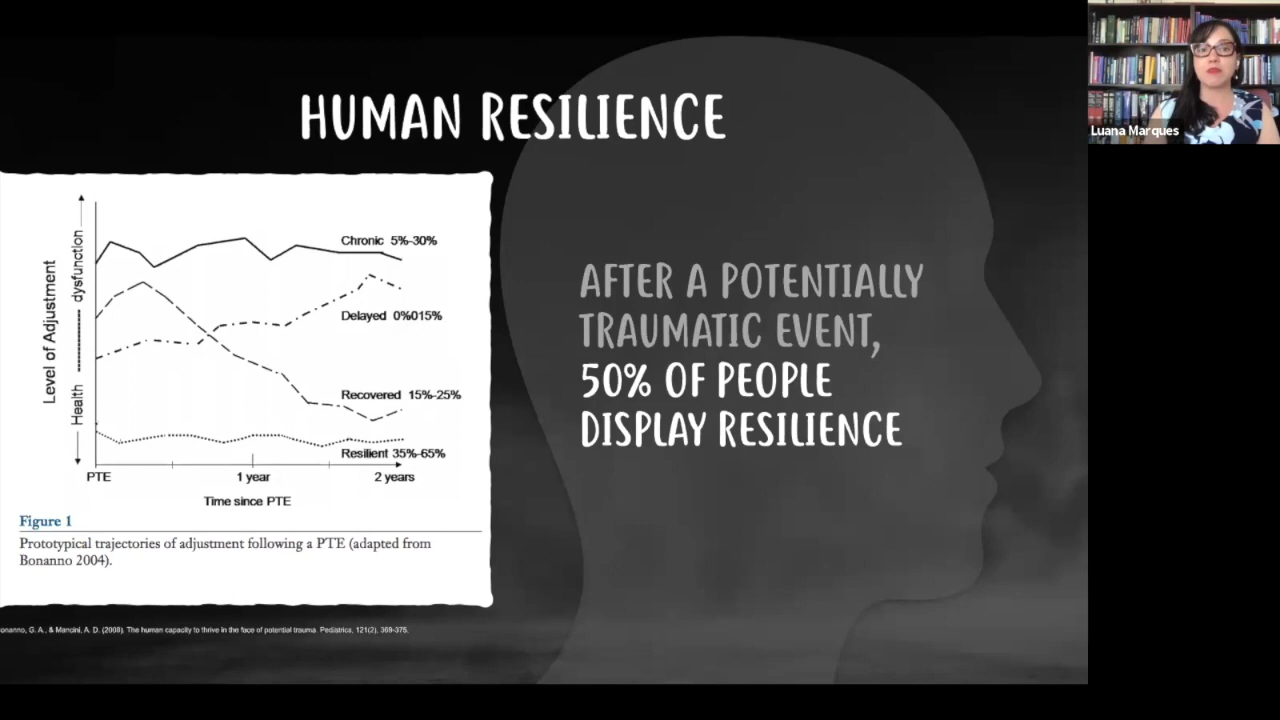 HUMAN RESILIENCE
Luana Marques
Level of Adjustment
Health
dysfunction
Chronic 5%-30%
Delayed 0%015%
Recovered 15%-25%
Resilient 35%-65%
PTE
1 year
2 years
Time since PTE
Figure 1
Prototypical trajectories of adjustment following a PTE (adapted from
Bonanno 2004).
AFTER A POTENTIALLY
TRAUMATIC EVENT,
50% OF PEOPLE
DISPLAY RESILIENCE
onanno, G. A., & Mancini, A. D. (2008). The human capacity to thrive in the face of potential trauma. Pediatrics, 121(2), 369-375.